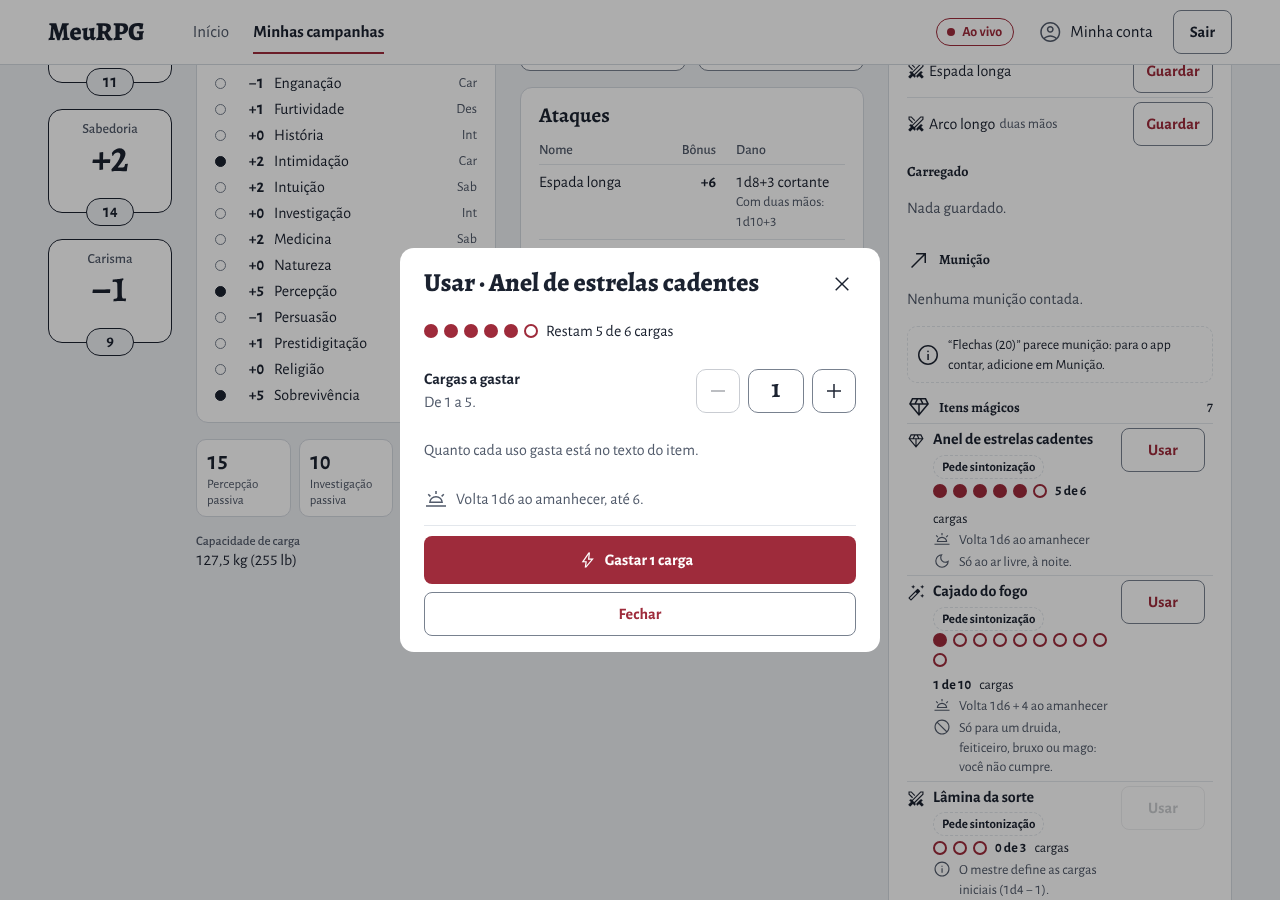 MeuRPG
Início
Minhas campanhas
Ao vivo
Minha conta
Sair
11
Sabedoria
+2
14
Carisma
−1
9
−1 Enganação Car
+1 Furtividade Des
+0 História Int
+2 Intimidação Car
+2 Intuição Sab
+0 Investigação Int
+2 Medicina Sab
+0 Natureza
+5 Percepção
−1 Persuasão
+1 Prestidigitação
+0 Religião
+5 Sobrevivência
15
Percepção
passiva
10
Investigação
passiva
Capacidade de carga
127,5 kg (255 lb)
Ataques
Nome Bônus Dano
Espada longa +6 1d8+3 cortante
Com duas mãos:
1d10+3
Usar · Anel de estrelas cadentes
Restam 5 de 6 cargas
Cargas a gastar
De 1 a 5.
1
Quanto cada uso gasta está no texto do item.
Volta 1d6 ao amanhecer, até 6.
Gastar 1 carga
Fechar
Espada longa Guardar
Arco longo duas mãos Guardar
Carregado
Nada guardado.
Munição
Nenhuma munição contada.
“Flechas (20)” parece munição: para o app
contar, adicione em Munição.
Itens mágicos 7
Anel de estrelas cadentes Usar
Pede sintonização
5 de 6
cargas
Volta 1d6 ao amanhecer
Só ao ar livre, à noite.
Cajado do fogo Usar
Pede sintonização
1 de 10 cargas
Volta 1d6 + 4 ao amanhecer
Só para um druida,
feiticeiro, bruxo ou mago:
você não cumpre.
Lâmina da sorte Usar
Pede sintonização
0 de 3 cargas
O mestre define as cargas
iniciais (1d4 − 1).